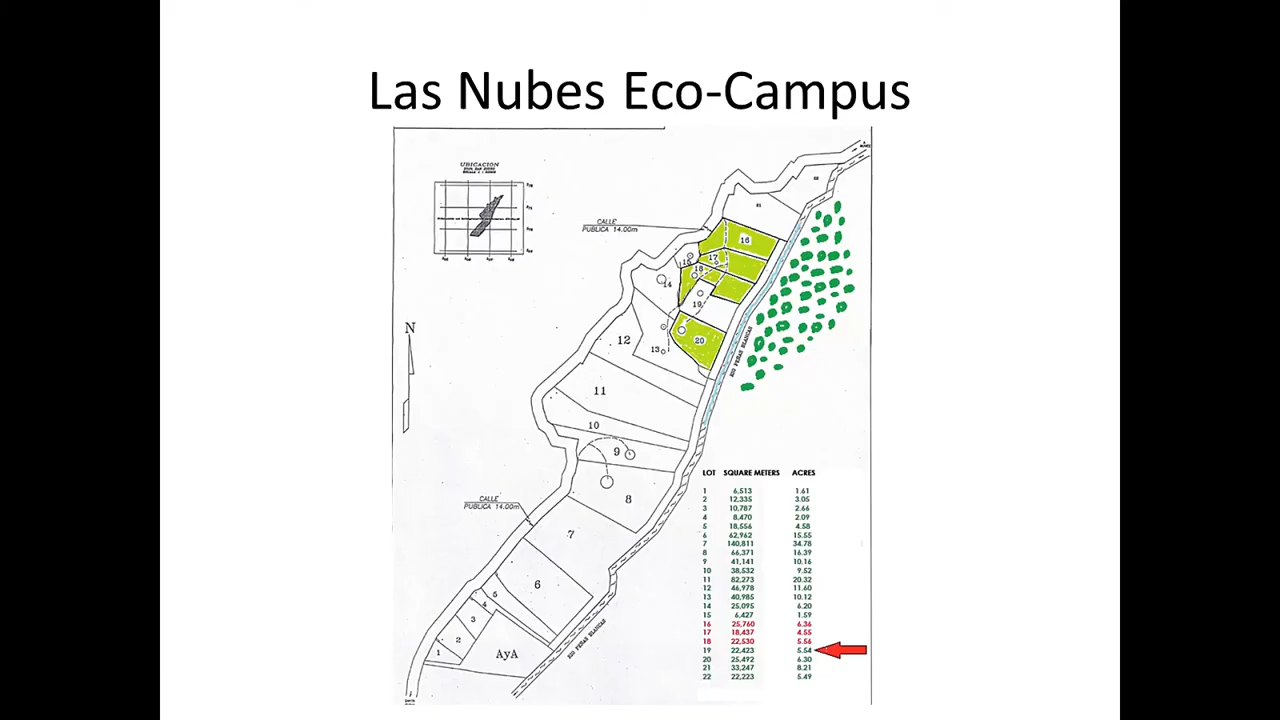 Las Nubes Eco-Campus
UBICACION
CALLE
PUBLICA 14.00m
16
17
15
18
14
19
20
12
13
RIO PEÑAS BLANCAS
N
11
10
9
8
CALLE
PUBLICA 14.00m
7
6
5
4
3
2
1
AyA
RIO PEÑAS BLANCAS
LOT SQUARE METERS ACRES
1 6,513 1.61
2 12,335 3.05
3 10,787 2.66
4 8,470 2.09
5 18,556 4.58
6 62,962 15.55
7 140,811 34.78
8 66,371 16.39
9 41,141 10.16
10 38,532 9.52
11 82,273 20.32
12 46,978 11.60
13 40,985 10.12
14 25,095 6.20
15 6,427 1.59
16 25,760 6.36
17 18,437 4.55
18 22,530 5.56
19 22,423 5.54
20 25,492 6.30
21 33,247 8.21
22 22,223 5.49